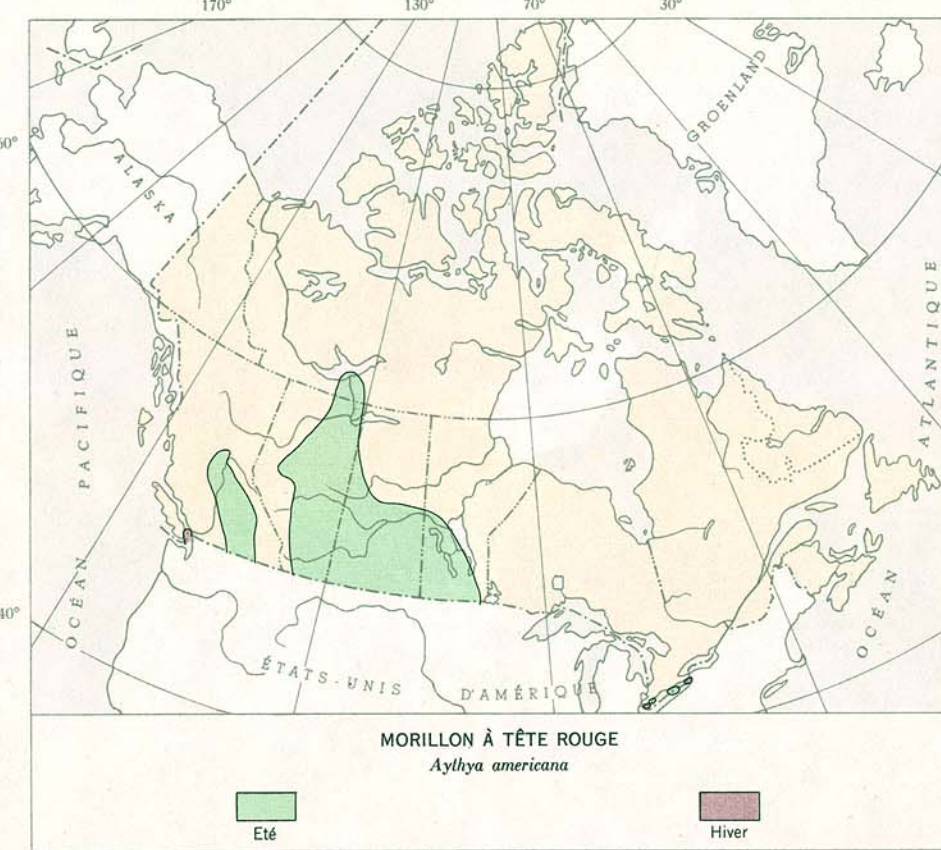 170° 130° 70° 30°
ALASKA
GROENLAND
OCÉAN PACIFIQUE
OCÉAN ATLANTIQUE
40°
ÉTATS-UNIS D'AMÉRIQUE
MORILLON À TÊTE ROUGE
Aythya americana
Eté
Hiver